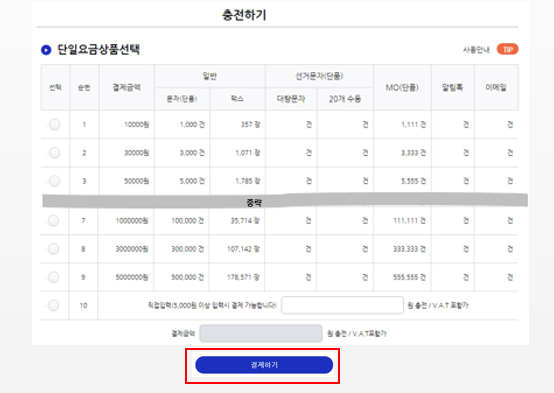 충전하기
단일요금상품선택
사용안내 TIP
선택 순번 결제금액 일반 선거문자(단품) MO(단품) 알림톡 이메일
문자(단품) 팩스 대량문자 20개 수동
1 10000원 1,000 건 357 장 건 건 1,111 건 건 건
2 30000원 3,000 건 1,071 장 건 건 3,333 건 건 건
3 50000원 5,000 건 1,785 장 건 건 5,555 건 건 건
중략
7 1000000원 100,000 건 35,714 장 건 건 111,111 건 건 건
8 3000000원 300,000 건 107,142 장 건 건 333,333 건 건 건
9 5000000원 500,000 건 178,571 장 건 건 555,555 건 건 건
10 직접입력(5,000원 이상 입력시 결제 가능합니다) 원 충전 / V.A.T 포함가
결제금액 원 충전 / V.A.T포함가
결제하기